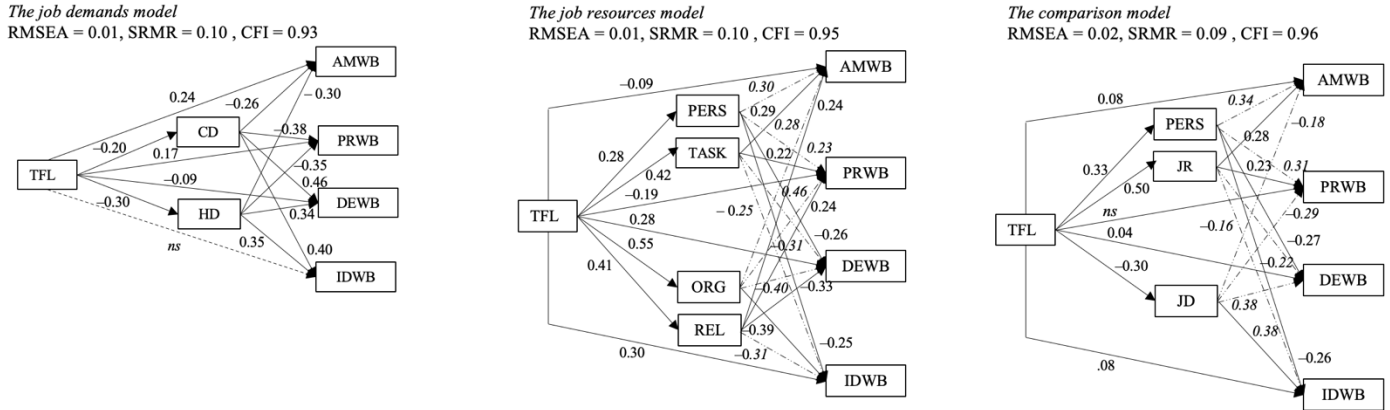 The job demands model
RMSEA = 0.01, SRMR = 0.10 , CFI = 0.93
AMWB
0.24
–0.26
– 0.30
CD
–0.38
PRWB
–0.20
0.17
–0.35
TFL
–0.09
0.46
DEWB
–0.30
HD
0.34
ns
0.35
0.40
IDWB
The job resources model
RMSEA = 0.01, SRMR = 0.10 , CFI = 0.95
–0.09
AMWB
0.30
PERS
0.29
0.24
0.28
TASK
0.22
0.23
0.28
0.42
PRWB
–0.19
0.46
– 0.25
0.24
TFL
0.28
–0.31
–0.26
0.55
DEWB
0.41
ORG
–0.40
–0.33
REL
–0.39
–0.25
0.30
–0.31
IDWB
The comparison model
RMSEA = 0.02, SRMR = 0.09 , CFI = 0.96
0.08
AMWB
0.34
PERS
–0.18
0.28
JR
0.31
0.33
0.23
PRWB
0.50
ns
–0.29
–0.16
TFL
0.04
–0.27
–0.22
–0.30
DEWB
JD
0.38
0.38
–0.26
.08
IDWB